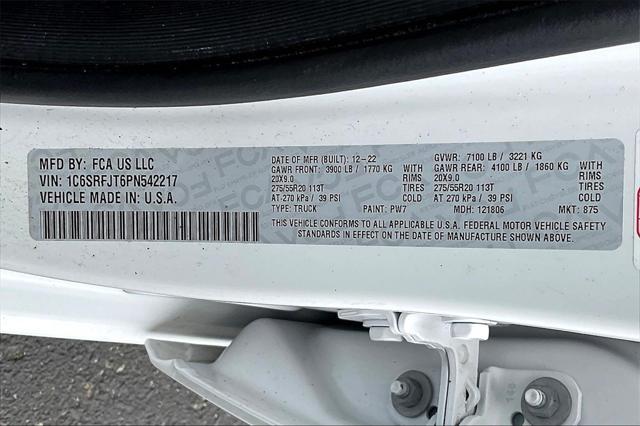 MFD BY: FCA US LLC
VIN: 1C6SRFJT6PN542217
VEHICLE MADE IN: U.S.A.
DATE OF MFR (BUILT): 12-22 GVWR: 7100 LB / 3221 KG
GAWR FRONT: 3900 LB / 1770 KG WITH GAWR REAR: 4100 LB / 1860 KG WITH
20X9.0 RIMS 20X9.0 RIMS
275/55R20 113T TIRES 275/55R20 113T TIRES
AT 270 kPa / 39 PSI COLD AT 270 kPa / 39 PSI COLD
TYPE: TRUCK PAINT: PW7 MDH: 121806 MKT: 875
THIS VEHICLE CONFORMS TO ALL APPLICABLE U.S.A. FEDERAL MOTOR VEHICLE SAFETY
STANDARDS IN EFFECT ON THE DATE OF MANUFACTURE SHOWN ABOVE.